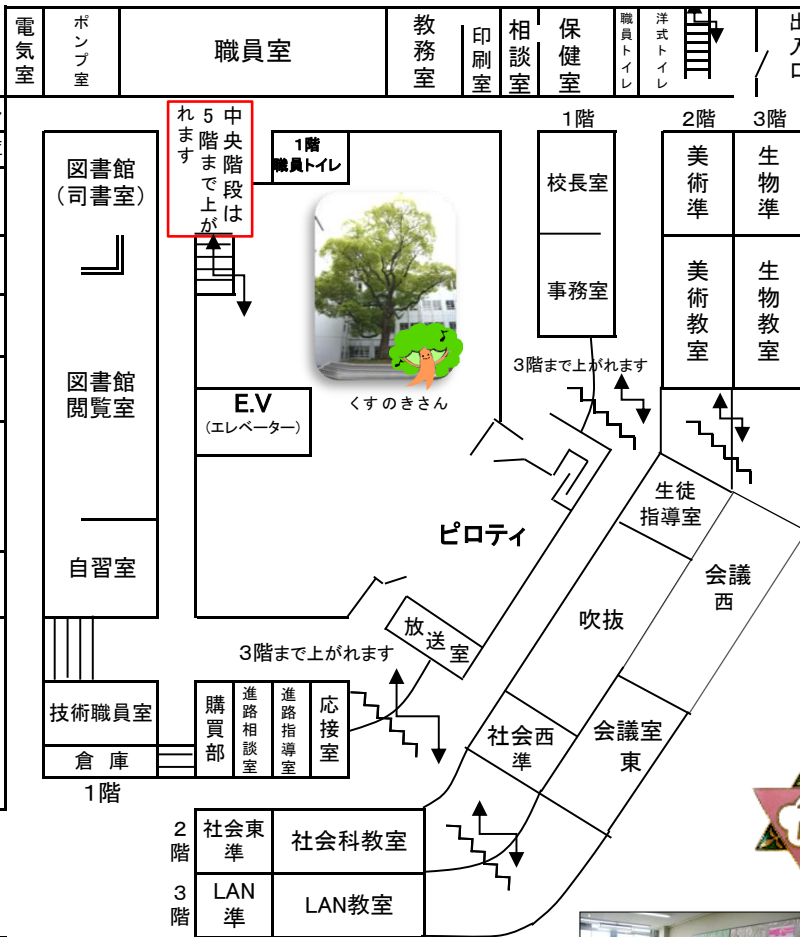 電気室
ポンプ室
職員室
教務室
印刷室
相談室
保健室
職員トイレ
洋式トイレ
出入口
中央階段は
5階まで上が
れます
1階
職員トイレ
1階
2階
3階
図書館
(司書室)
校長室
美術準
生物準
事務室
美術教室
生物教室
図書館
閲覧室
E.V
(エレベーター)
くすのきさん
3階まで上がれます
生徒
指導室
ピロティ
会議
西
自習室
吹抜
放送室
3階まで上がれます
技術職員室
購買部
進路相談室
進路指導室
応接室
社会西
準
会議室
東
倉庫
1階
2階
社会東
準
社会科教室
3階
LAN
準
LAN教室